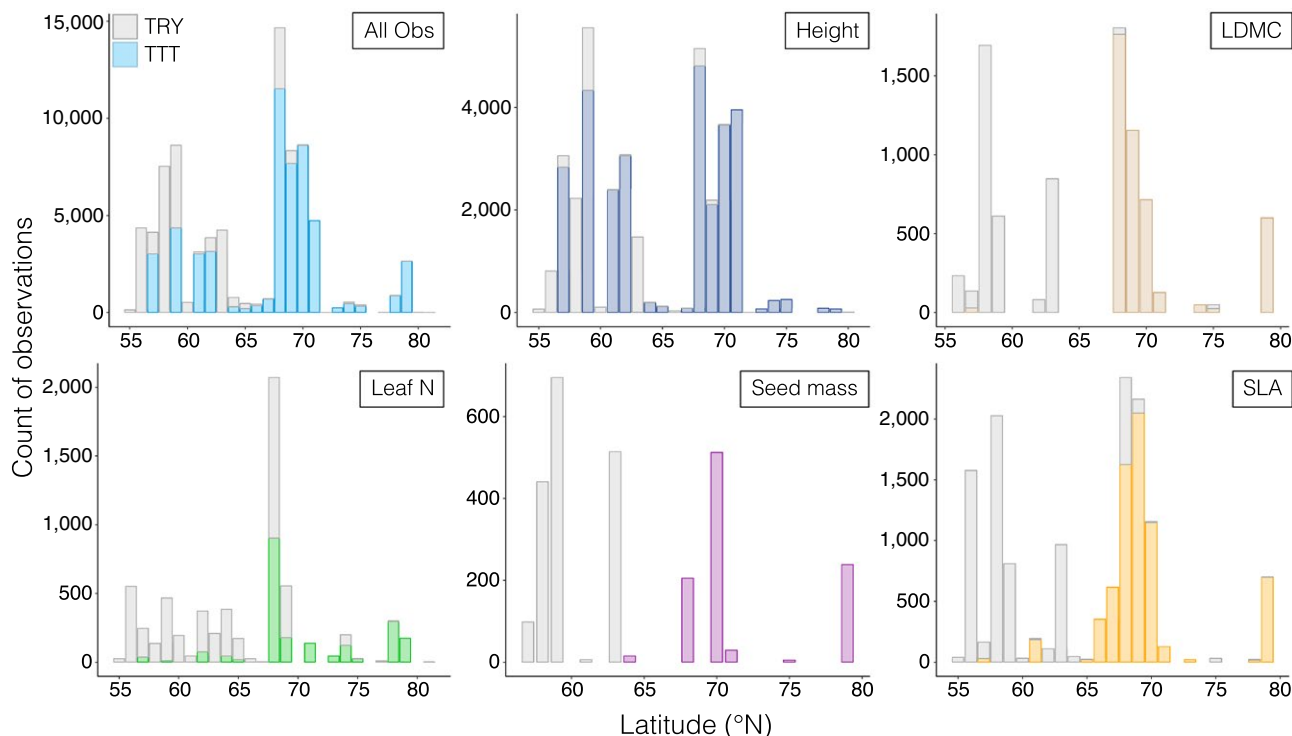 Count of observations
TRY
TTT
All Obs
15,000
10,000
5,000
0
55 60 65 70 75 80
Height
4,000
2,000
0
55 60 65 70 75 80
LDMC
1,500
1,000
500
0
55 60 65 70 75 80
Leaf N
2,000
1,500
1,000
500
0
55 60 65 70 75 80
Seed mass
600
400
200
0
60 65 70 75 80
SLA
2,000
1,500
1,000
500
0
55 60 65 70 75 80
Latitude (°N)